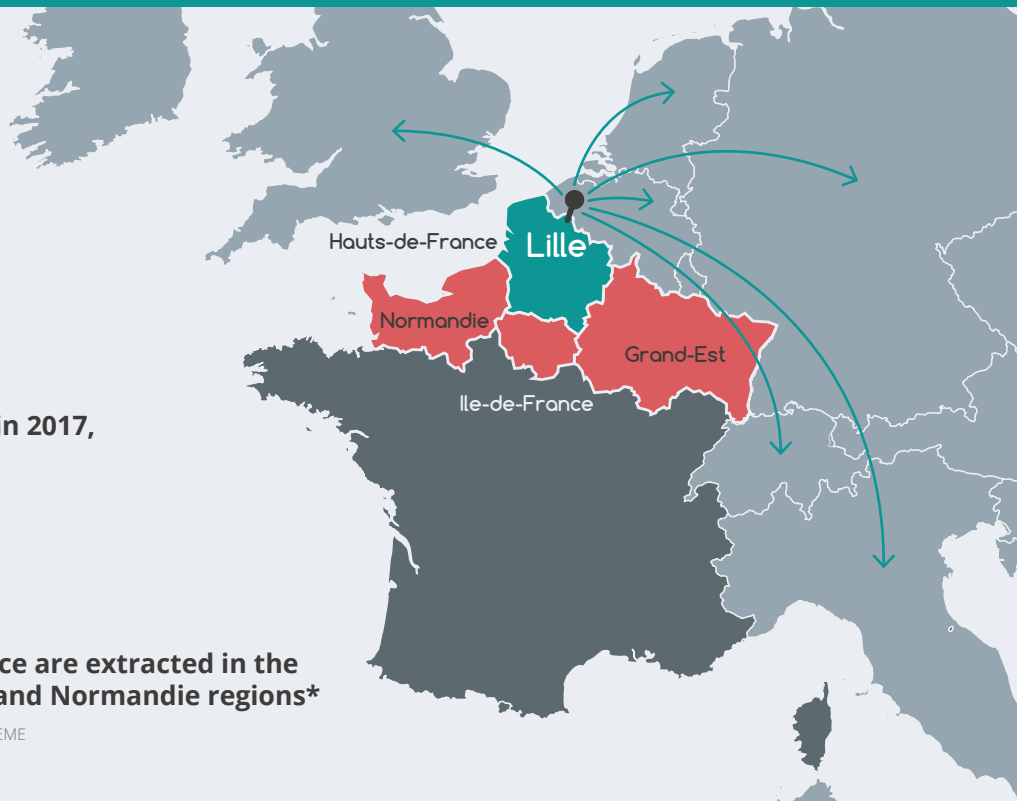 Hauts-de-France
Lille
Normandie
Grand-Est
Ile-de-France
in 2017,
ce are extracted in the
and Normandie regions*
EME